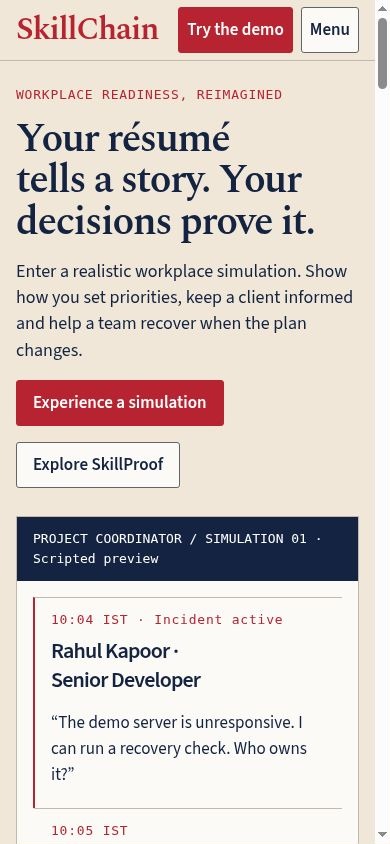 SkillChain
Try the demo
Menu
WORKPLACE READINESS, REIMAGINED
Your résumé
tells a story. Your
decisions prove it.
Enter a realistic workplace simulation. Show
how you set priorities, keep a client informed
and help a team recover when the plan
changes.
Experience a simulation
Explore SkillProof
PROJECT COORDINATOR / SIMULATION 01 ·
Scripted preview
10:04 IST · Incident active
Rahul Kapoor ·
Senior Developer
“The demo server is unresponsive. I
can run a recovery check. Who owns
it?”
10:05 IST